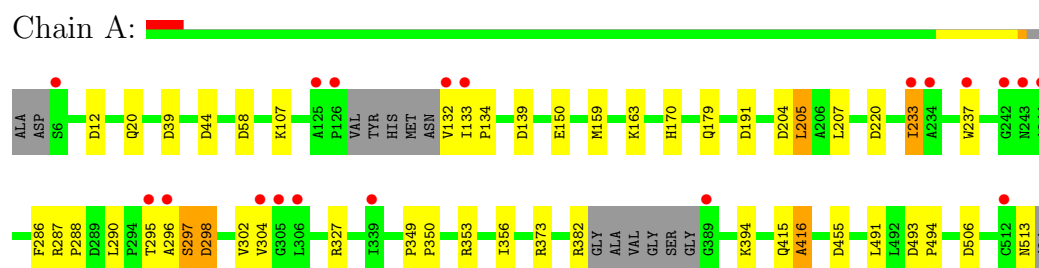 Chain A:
ALA ASP S6 D12 Q20 D39 D44 D58 K107 A125 P126 VAL TYR HIS MET ASN V132 I133 P134 D139 E150 M159 K163 H170 Q179 D191 D204 L205 A206 L207 D220 I233 A234 W237 G242 N243
F286 R287 P288 D289 L290 P294 T295 A296 S297 D298 V302 V304 G305 L306 R327 I339 P349 P350 R353 I356 R373 R382 GLY ALA VAL GLY SER GLY G389 K394 Q415 A416 D455 L491 L492 D493 P494 D506 C512 N513